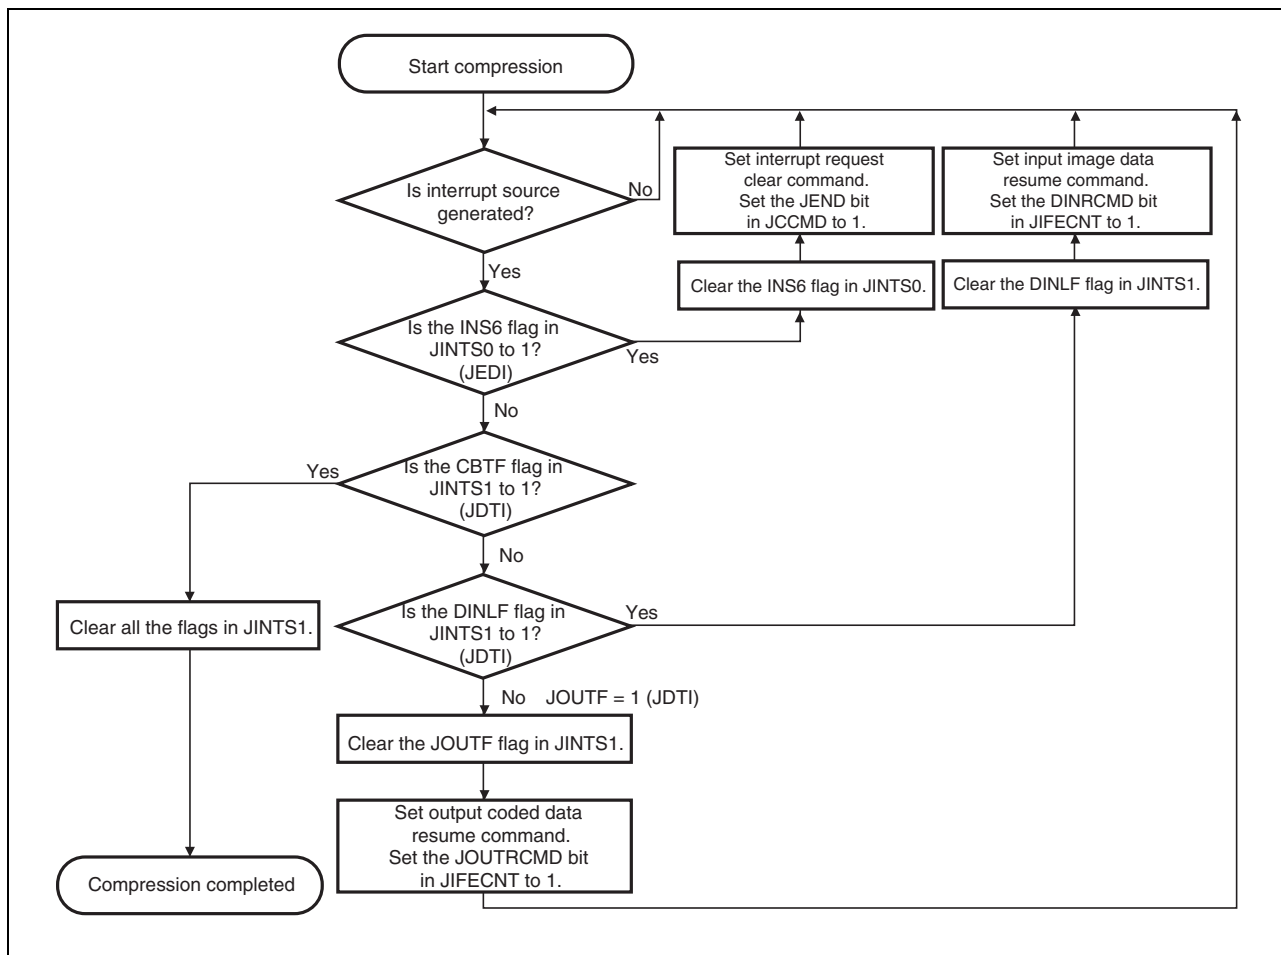 Start compression
Is interrupt source
generated?
No
Set interrupt request
clear command.
Set the JEND bit
in JCCMD to 1.
Set input image data
resume command.
Set the DINRCMD bit
in JIFECNT to 1.
Yes
Clear the INS6 flag in JINTS0.
Clear the DINLF flag in JINTS1.
Is the INS6 flag in
JINTS0 to 1?
(JEDI)
Yes
No
Yes
Is the CBTF flag in
JINTS1 to 1?
(JDTI)
No
Is the DINLF flag in
JINTS1 to 1?
(JDTI)
Yes
Clear all the flags in JINTS1.
No JOUTF = 1 (JDTI)
Clear the JOUTF flag in JINTS1.
Set output coded data
resume command.
Set the JOUTRCMD bit
in JIFECNT to 1.
Compression completed